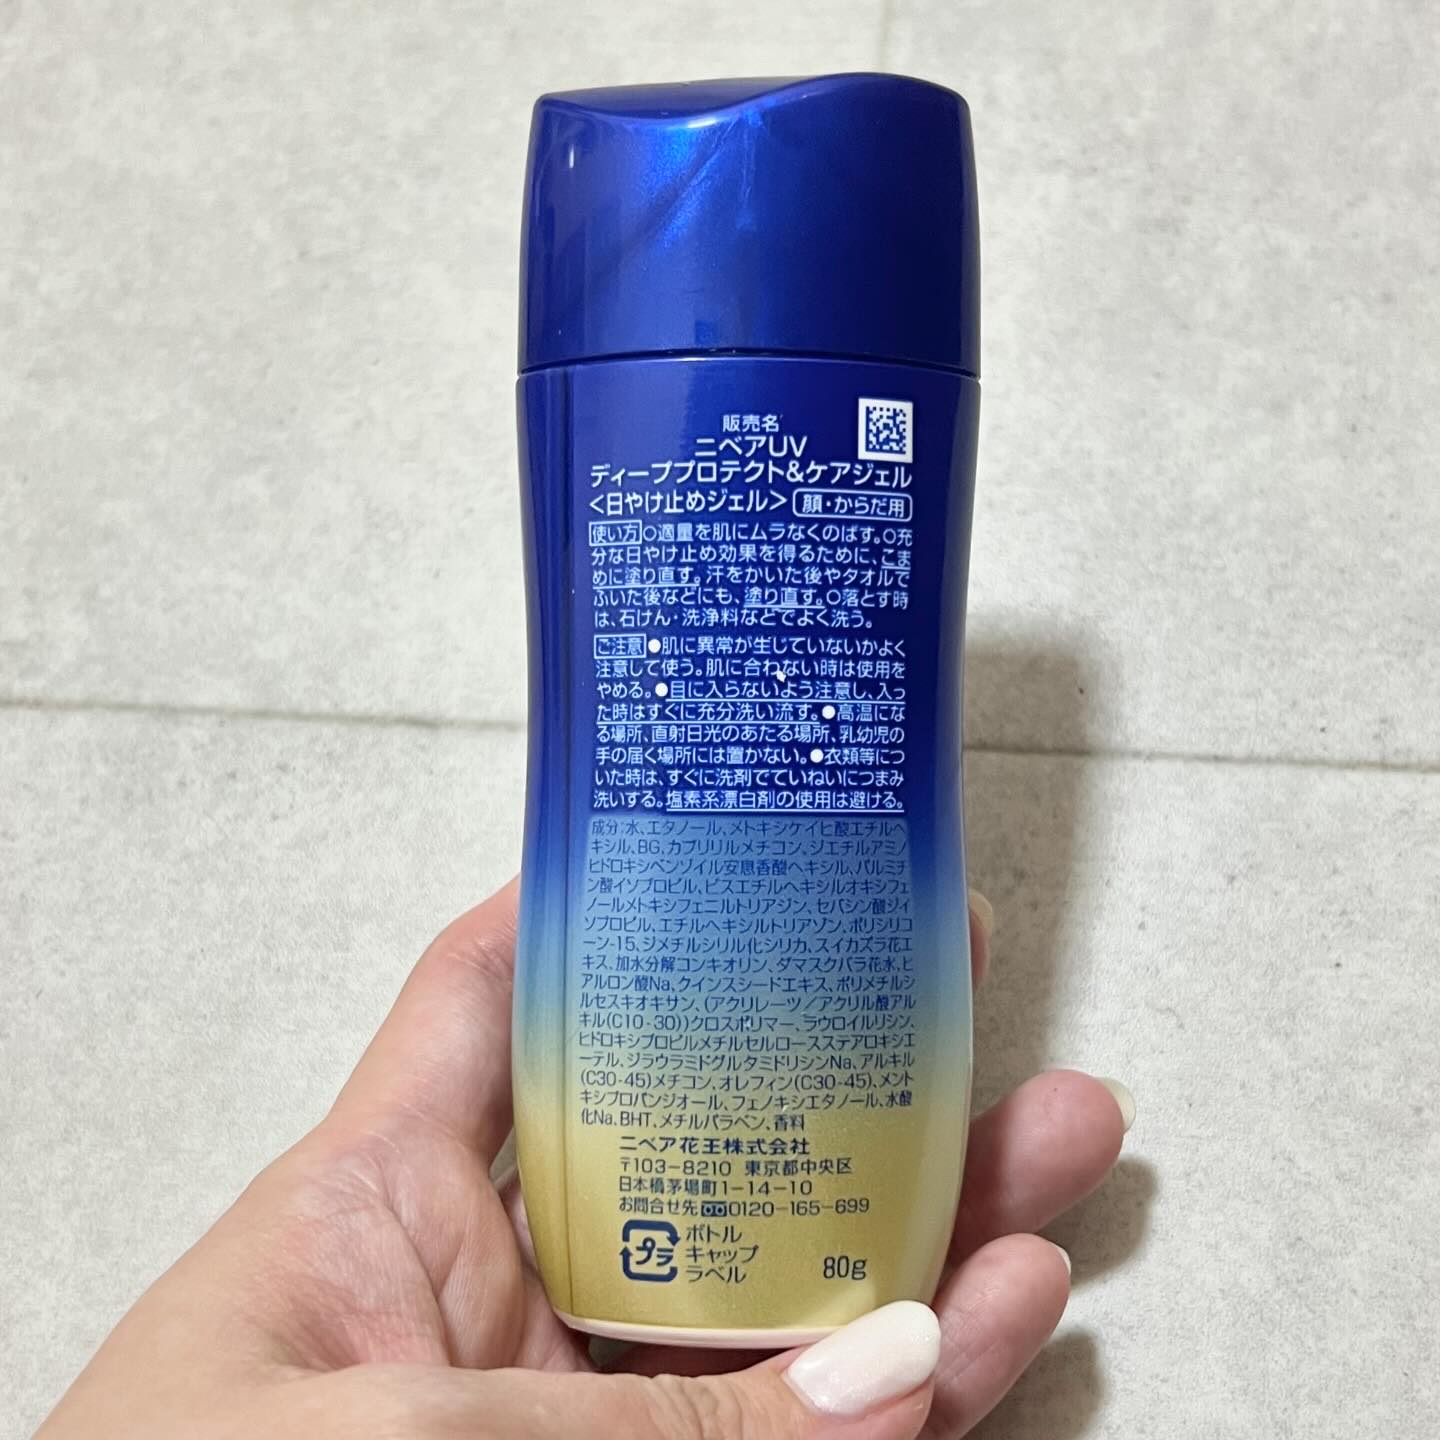 販売名
ニベアUV
ディーププロテクト&ケアジェル
<日やけ止めジェル> 顔・からだ用
使い方 ○適量を肌にムラなくのばす。○充
分な日やけ止め効果を得るために、こま
めに塗り直す。汗をかいた後やタオルで
ふいた後などにも、塗り直す。○落とす時
は、石けん・洗浄料などでよく洗う。
ご注意 ●肌に異常が生じていないかよく
注意して使う。肌に合わない時は使用を
やめる。●目に入らないよう注意し、入っ
た時はすぐに充分洗い流す。●高温にな
る場所、直射日光のあたる場所、乳幼児の
手の届く場所には置かない。●衣類等につ
いた時は、すぐに洗剤でていねいにつまみ
洗いする。塩素系漂白剤の使用は避ける。
成分:水、エタノール、メトキシケイヒ酸エチルヘ
キシル、BG、カプリリルメチコン、ジエチルアミノ
ヒドロキシベンゾイル安息香酸ヘキシル、パルミチ
ン酸イソプロピル、ビスエチルヘキシルオキシフェ
ノールメトキシフェニルトリアジン、セバシン酸ジイ
ソプロピル、エチルヘキシルトリアゾン、ポリシリコ
ーン-15、ジメチルシリル化シリカ、スイカズラ花エ
キス、加水分解コンキオリン、ダマスクバラ花水、ヒ
アルロン酸Na、クインスシードエキス、ポリメチルシ
ルセスキオキサン、(アクリレーツ/アクリル酸アル
キル(C10-30))クロスポリマー、ラウロイルリシン、
ヒドロキシプロピルメチルセルロースステアロキシエ
ーテル、ジラウラミドグルタミドリシンNa、アルキル
(C30-45)メチコン、オレフィン(C30-45)、メント
キシプロパンジオール、フェノキシエタノール、水酸
化Na、BHT、メチルパラベン、香料
ニベア花王株式会社
〒103-8210 東京都中央区
日本橋茅場町1-14-10
お問合せ先 0120-165-699
プラ
ボトル
キャップ
ラベル
80g